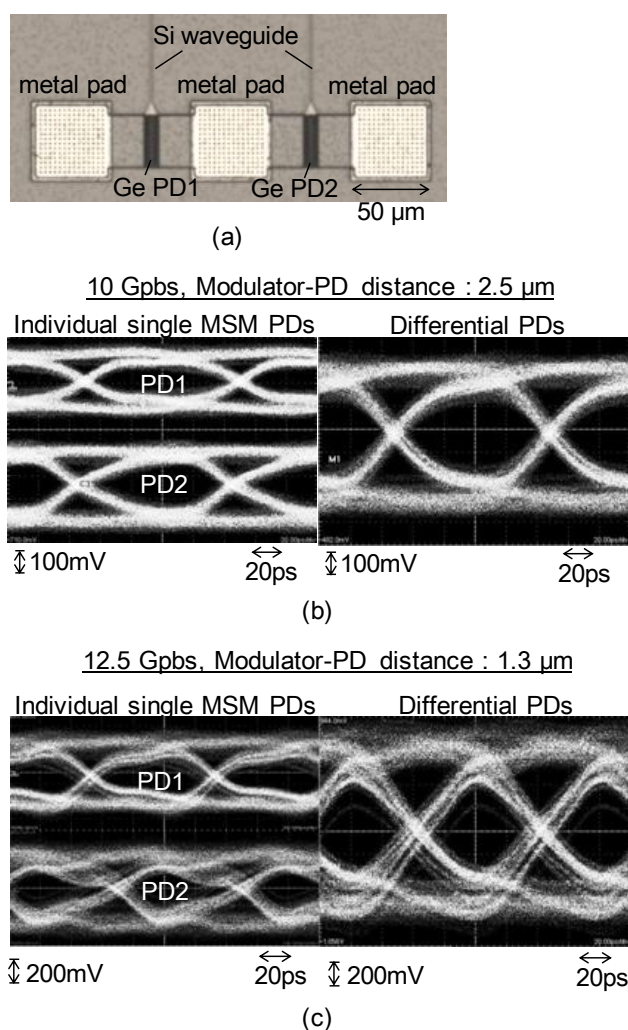 Si waveguide
metal pad metal pad metal pad
Ge PD1 Ge PD2 50 µm
(a)
10 Gpbs, Modulator-PD distance : 2.5 µm
Individual single MSM PDs Differential PDs
PD1
PD2
M1
100mV 20ps 100mV 20ps
(b)
12.5 Gpbs, Modulator-PD distance : 1.3 µm
Individual single MSM PDs Differential PDs
PD1
PD2
200mV 20ps 200mV 20ps
(c)